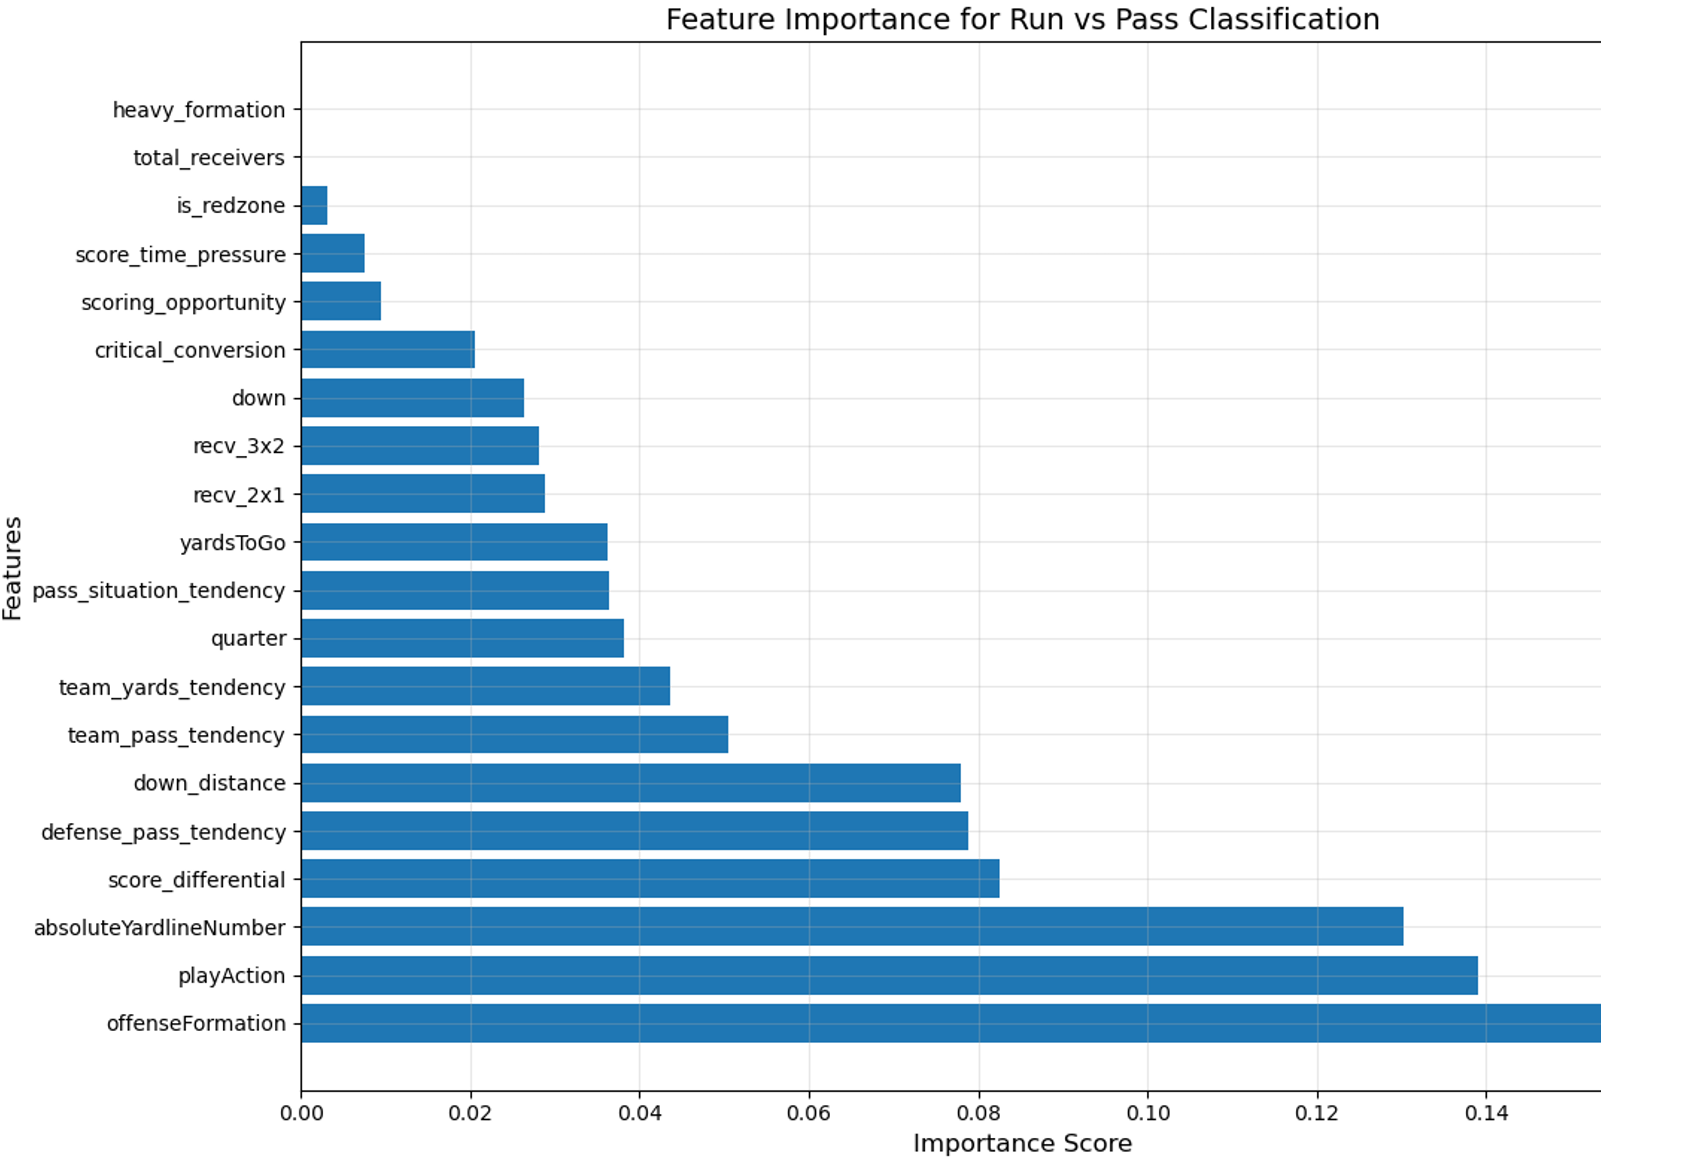 Feature Importance for Run vs Pass Classification
heavy_formation
total_receivers
is_redzone
score_time_pressure
scoring_opportunity
critical_conversion
down
recv_3x2
recv_2x1
yardsToGo
pass_situation_tendency
quarter
team_yards_tendency
team_pass_tendency
down_distance
defense_pass_tendency
score_differential
absoluteYardlineNumber
playAction
offenseFormation
Features
0.00 0.02 0.04 0.06 0.08 0.10 0.12 0.14
Importance Score